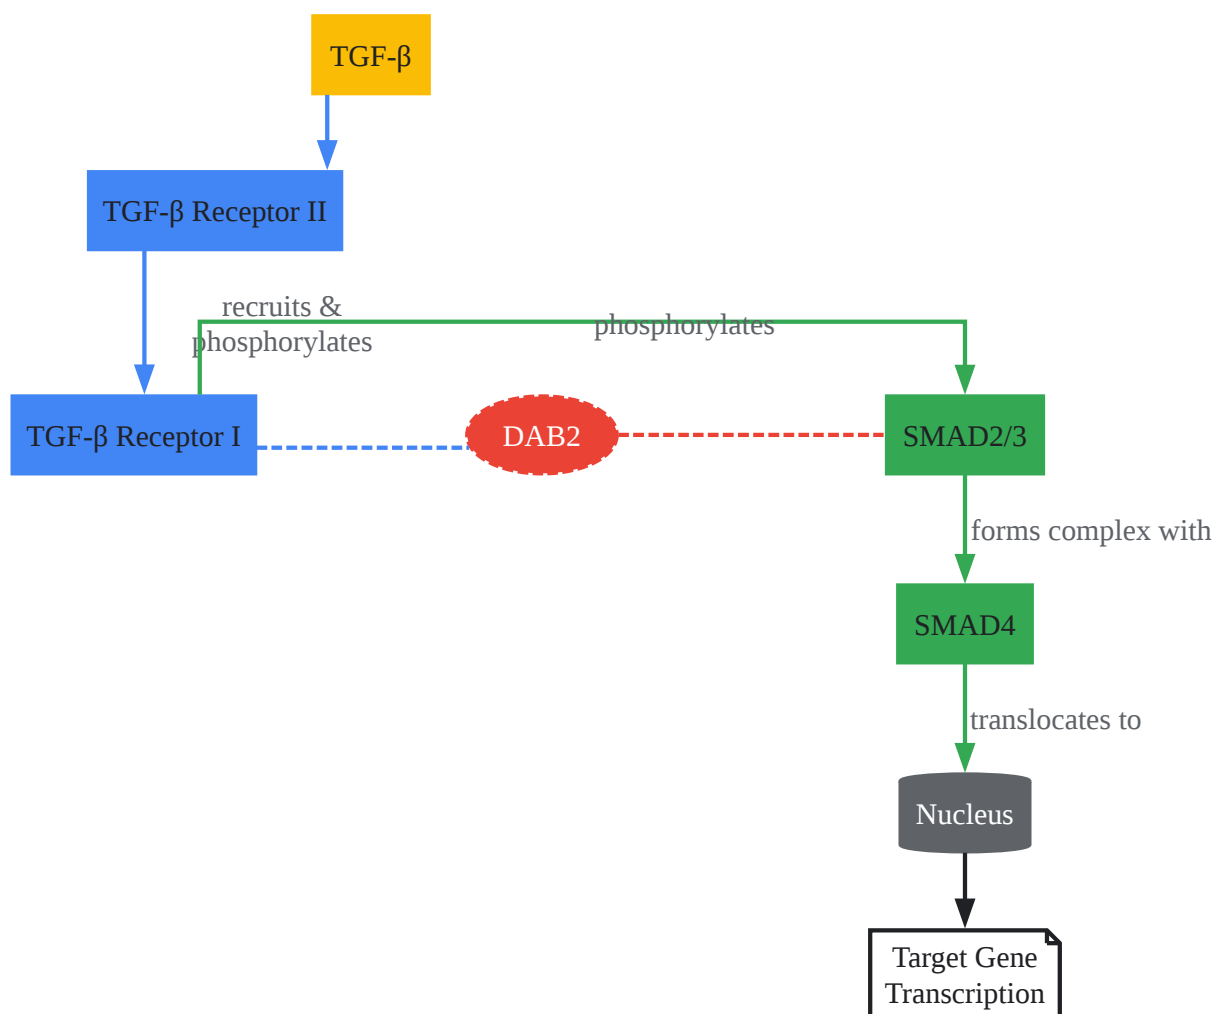 TGF-β
TGF-β Receptor II
recruits &
phosphorylates
phosphorylates
TGF-β Receptor I
DAB2
SMAD2/3
forms complex with
SMAD4
translocates to
Nucleus
Target Gene
Transcription